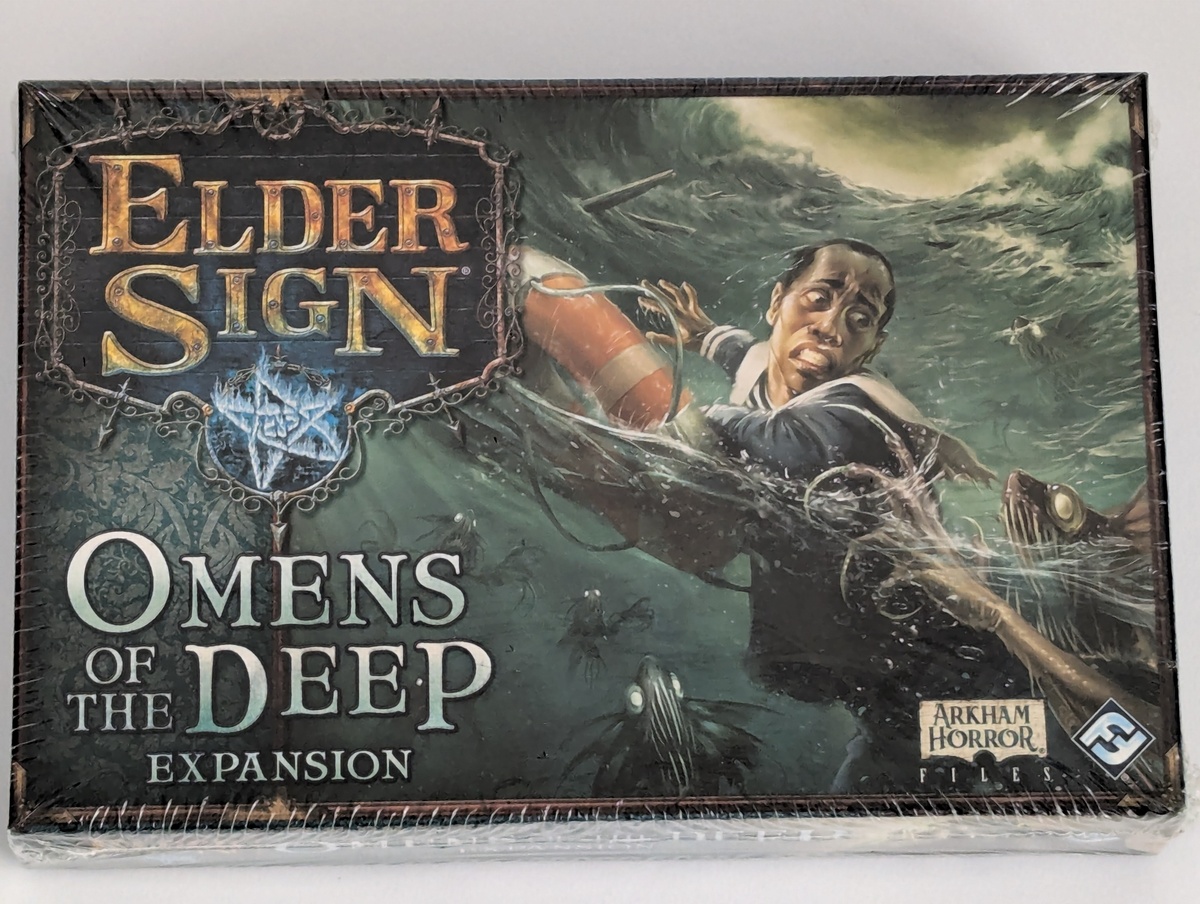 ELDER
SIGN®
OMENS
OF THE DEEP
EXPANSION
ARKHAM
HORROR®
FILES